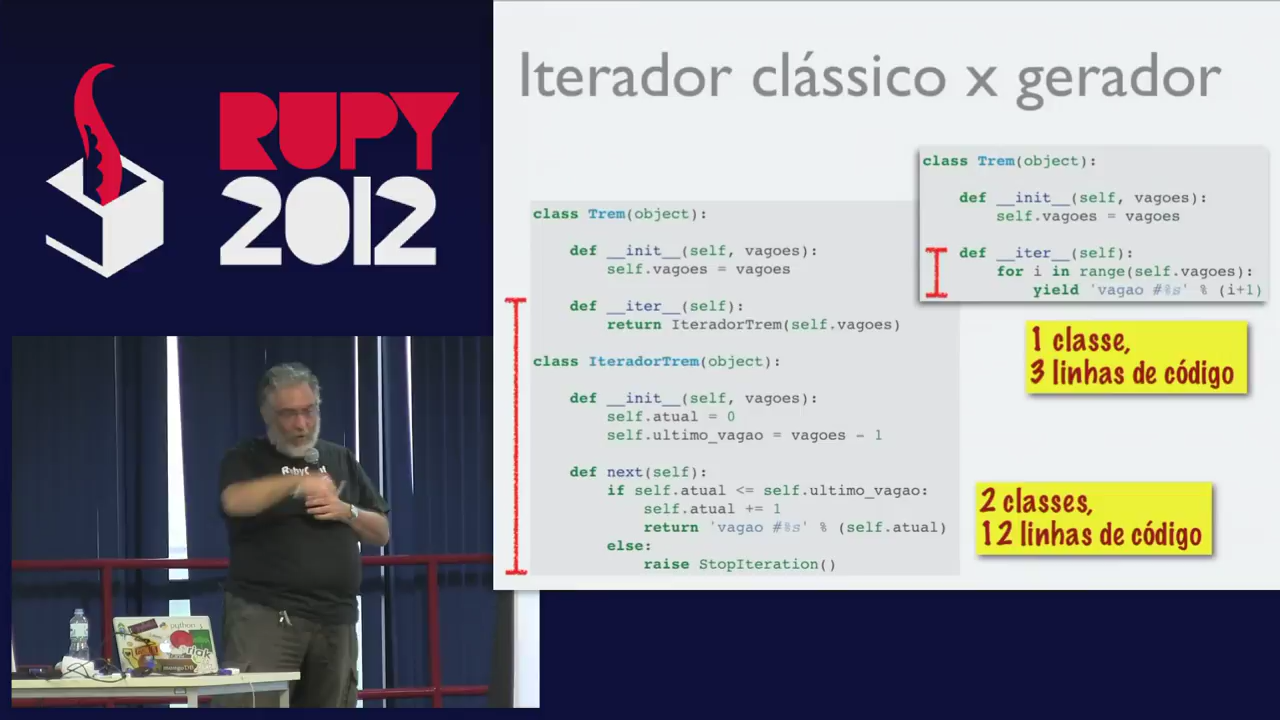 RUPY
2012
Iterador clássico x gerador
class Trem(object):
def __init__(self, vagoes):
self.vagoes = vagoes
def __iter__(self):
return IteradorTrem(self.vagoes)
class IteradorTrem(object):
def __init__(self, vagoes):
self.atual = 0
self.ultimo_vagao = vagoes - 1
def next(self):
if self.atual <= self.ultimo_vagao:
self.atual += 1
return 'vagao #%s' % (self.atual)
else:
raise StopIteration()
class Trem(object):
def __init__(self, vagoes):
self.vagoes = vagoes
def __iter__(self):
for i in range(self.vagoes):
yield 'vagao #%s' % (i+1)
1 classe,
3 linhas de código
2 classes,
12 linhas de código
python
mongoDB